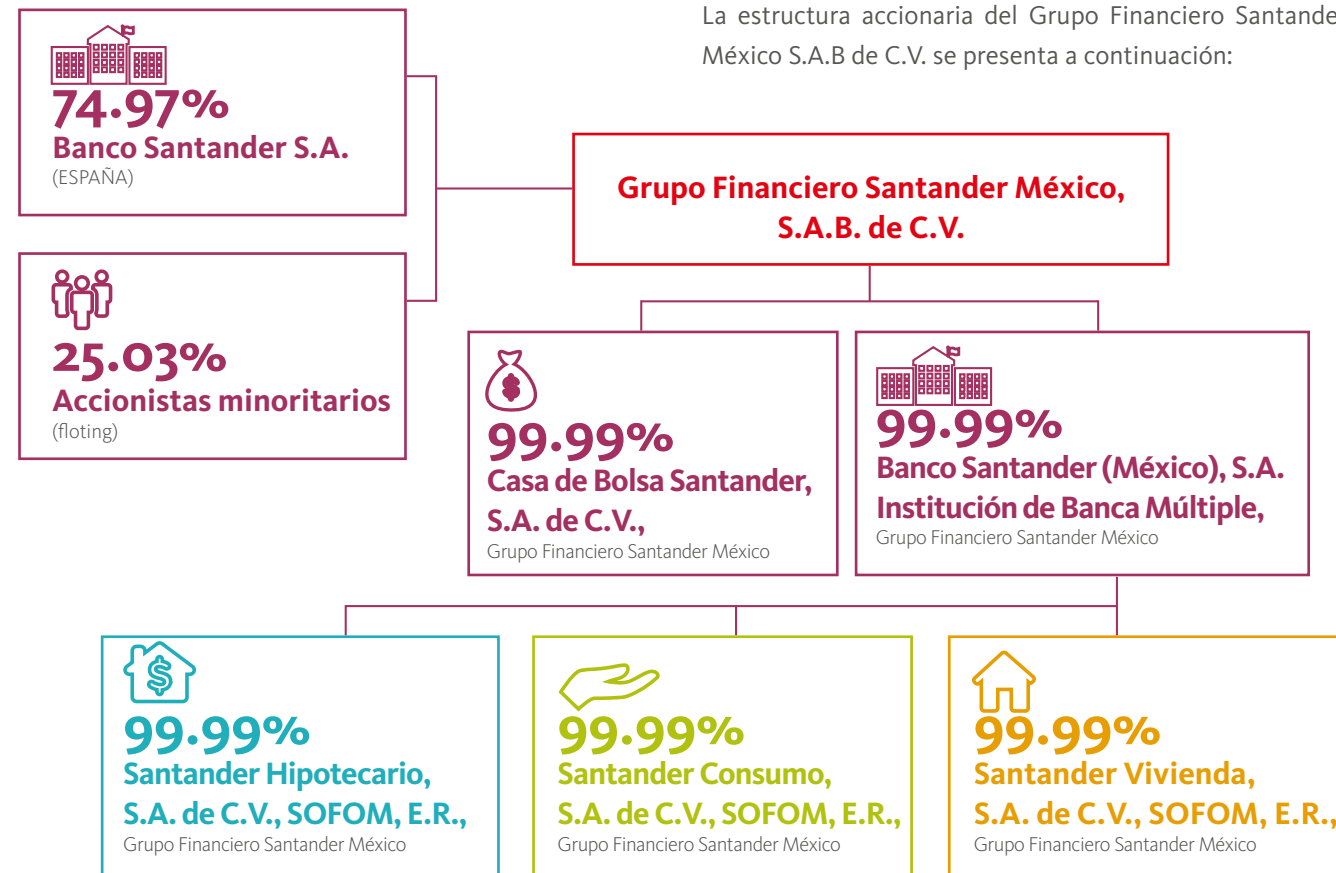 La estructura accionaria del Grupo Financiero Santande
México S.A.B de C.V. se presenta a continuación:
74.97%
Banco Santander S.A.
(ESPAÑA)
25.03%
Accionistas minoritarios
(floting)
Grupo Financiero Santander México,
S.A.B. de C.V.
99.99%
Casa de Bolsa Santander,
S.A. de C.V.,
Grupo Financiero Santander México
99.99%
Banco Santander (México), S.A.
Institución de Banca Múltiple,
Grupo Financiero Santander México
99.99%
Santander Hipotecario,
S.A. de C.V., SOFOM, E.R.,
Grupo Financiero Santander México
99.99%
Santander Consumo,
S.A. de C.V., SOFOM, E.R.,
Grupo Financiero Santander México
99.99%
Santander Vivienda,
S.A. de C.V., SOFOM, E.R.,
Grupo Financiero Santander México